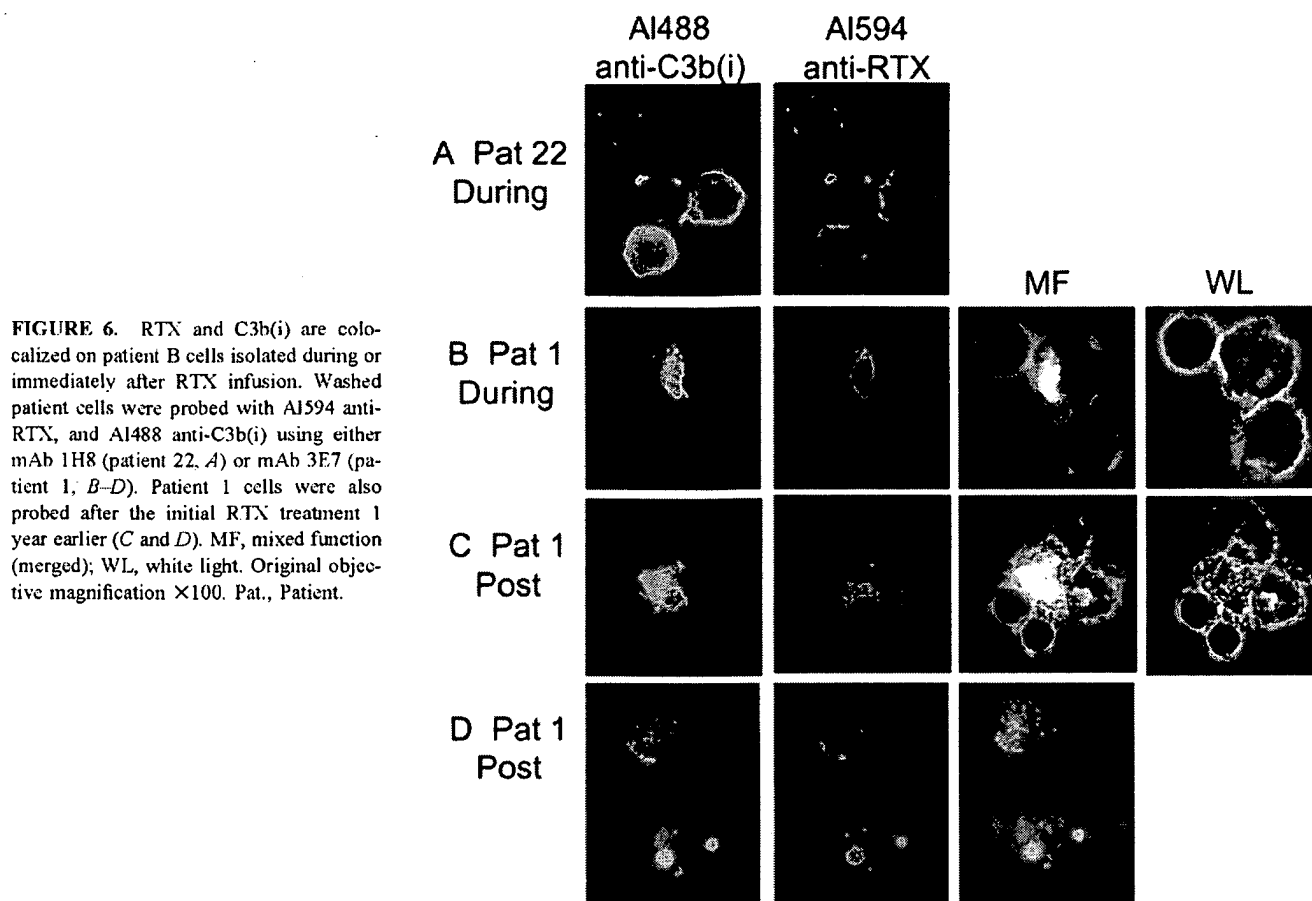 Al488
anti-C3b(i)
Al594
anti-RTX
A Pat 22
During
MF
WL
B Pat 1
During
C Pat 1
Post
D Pat 1
Post
FIGURE 6. RTX and C3b(i) are colo-
calized on patient B cells isolated during or
immediately after RTX infusion. Washed
patient cells were probed with Al594 anti-
RTX, and Al488 anti-C3b(i) using either
mAb 1H8 (patient 22, A) or mAb 3E7 (pa-
tient 1, B–D). Patient 1 cells were also
probed after the initial RTX treatment 1
year earlier (C and D). MF, mixed function
(merged); WL, white light. Original objec-
tive magnification ×100. Pat., Patient.